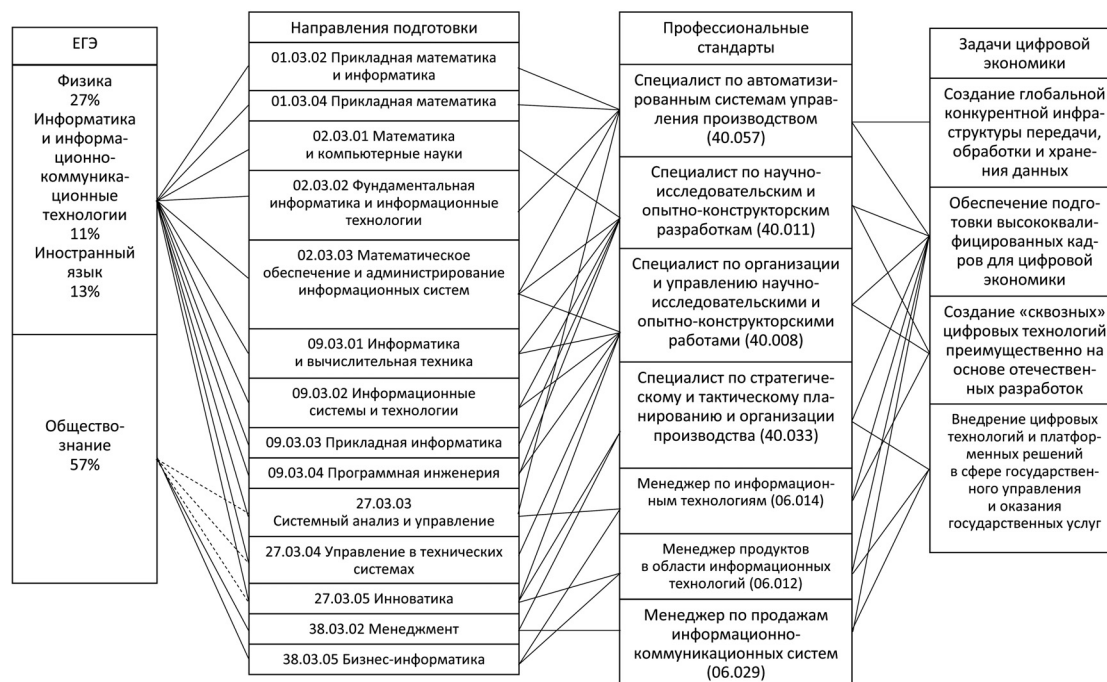 ЕГЭ
Физика
27%
Информатика
и информа-
ционно-
коммуника-
ционные
технологии
11%
Иностранный
язык
13%
Общество-
знание
57%
Направления подготовки
01.03.02 Прикладная математика
и информатика
01.03.04 Прикладная математика
02.03.01 Математика
и компьютерные науки
02.03.02 Фундаментальная
информатика и информационные
технологии
02.03.03 Математическое
обеспечение и администрирование
информационных систем
09.03.01 Информатика
и вычислительная техника
09.03.02 Информационные
системы и технологии
09.03.03 Прикладная информатика
09.03.04 Программная инженерия
27.03.03
Системный анализ и управление
27.03.04 Управление в технических
системах
27.03.05 Инноватика
38.03.02 Менеджмент
38.03.05 Бизнес-информатика
Профессиональные
стандарты
Специалист по автоматизи-
рованным системам управ-
ления производством
(40.057)
Специалист по научно-
исследовательским и
опытно-конструкторским
разработкам (40.011)
Специалист по организации
и управлению научно-
исследовательскими и
опытно-конструкторскими
работами (40.008)
Специалист по стратегиче-
скому и тактическому пла-
нированию и организации
производства (40.033)
Менеджер по информацион-
ным технологиям (06.014)
Менеджер продуктов
в области информационных
технологий (06.012)
Менеджер по продажам
информационно-
коммуникационных систем
(06.029)
Задачи цифровой
экономики
Создание глобальной
конкурентной инфра-
структуры передачи,
обработки и хране-
ния данных
Обеспечение подго-
товки высококвали-
фицированных кад-
ров для цифровой
экономики
Создание «сквозных»
цифровых технологий
преимущественно на
основе отечествен-
ных разработок
Внедрение цифровых
технологий и платфор-
менных решений
в сфере государствен-
ного управления
и оказания
государственных услуг